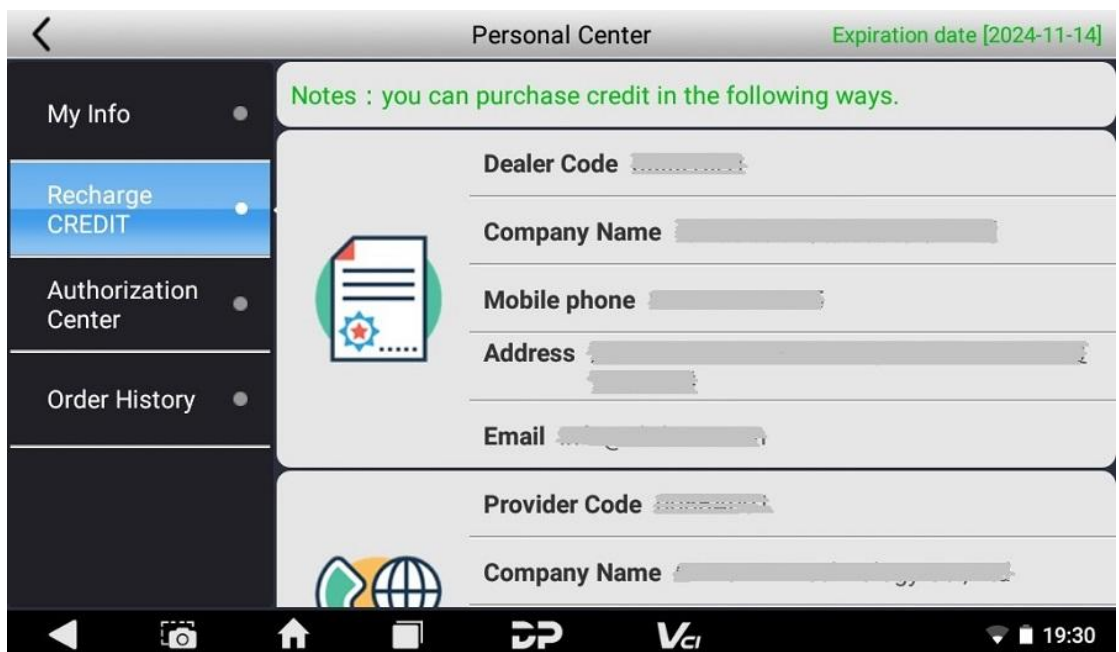 Personal Center
Expiration date [2024-11-14]
My Info
Recharge
CREDIT
Authorization
Center
Order History
Notes : you can purchase credit in the following ways.
Dealer Code
Company Name
Mobile phone
Address
Email
Provider Code
Company Name
DP
VCI
19:30